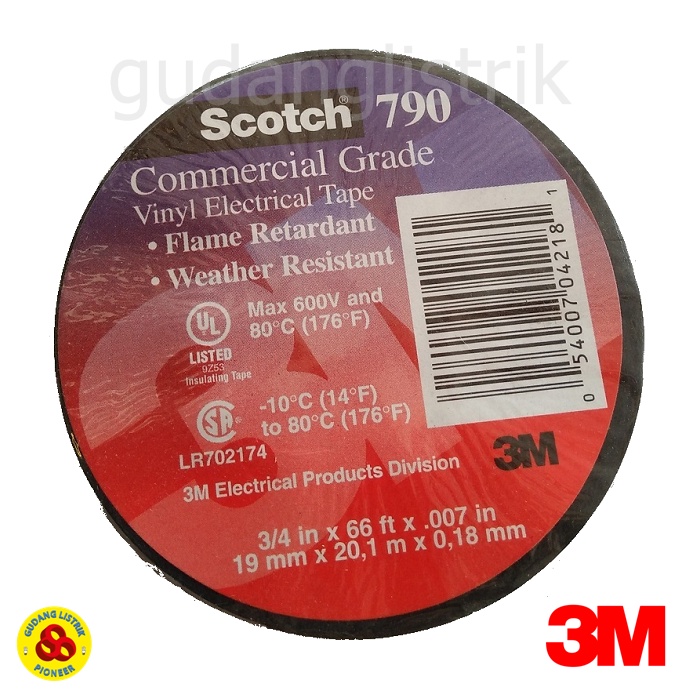 gudanglistrik
Scotch® 790
Commercial Grade
Vinyl Electrical Tape
• Flame Retardant
• Weather Resistant
UL
LISTED
9Z53
Insulating Tape
Max 600V and
80°C (176°F)
SA
LR702174
-10°C (14°F)
to 80°C (176°F)
0 54007 04218 1
3M
3M Electrical Products Division
3/4 in x 66 ft x .007 in
19 mm x 20,1 m x 0,18 mm
GUDANG LISTRIK
PIONEER
3M